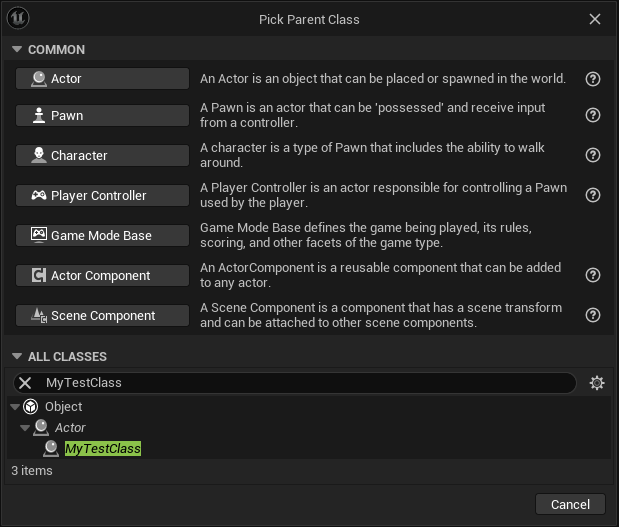 Pick Parent Class
COMMON
Actor
An Actor is an object that can be placed or spawned in the world.
Pawn
A Pawn is an actor that can be 'possessed' and receive input
from a controller.
Character
A character is a type of Pawn that includes the ability to walk
around.
Player Controller
A Player Controller is an actor responsible for controlling a Pawn
used by the player.
Game Mode Base
Game Mode Base defines the game being played, its rules,
scoring, and other facets of the game type.
Actor Component
An ActorComponent is a reusable component that can be added
to any actor.
Scene Component
A Scene Component is a component that has a scene transform
and can be attached to other scene components.
ALL CLASSES
MyTestClass
Object
Actor
MyTestClass
3 items
Cancel